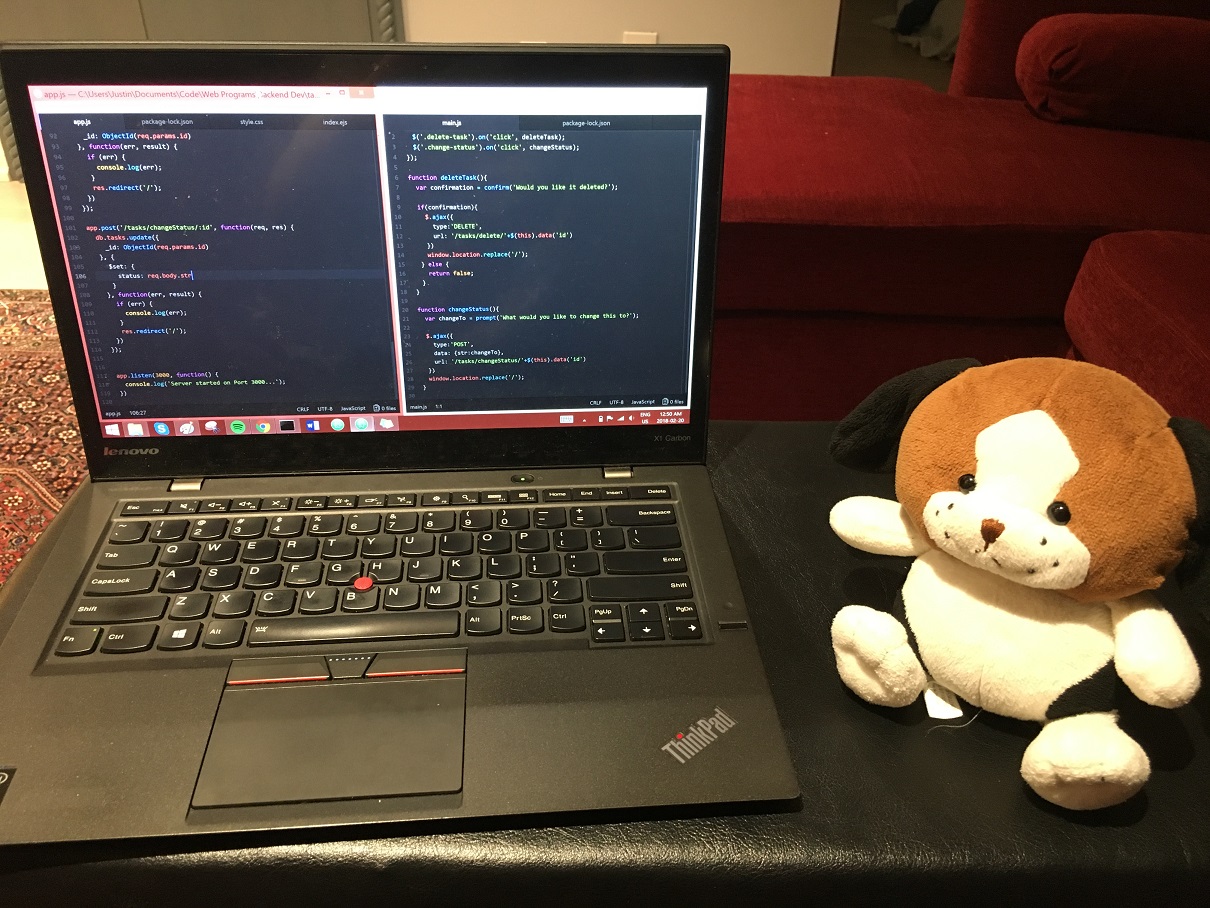 app.js — C:\Users\Justin\Documents\Code\Web Programs
app.js package-lock.json style.css index.ejs
92 _id: ObjectId(req.params.id)
93 }, function(err, result) {
94 if (err) {
95 console.log(err);
96 }
97 res.redirect('/');
98 })
99 });
100
101 app.post('/tasks/changeStatus/:id', function(req, res) {
102 db.tasks.update({
103 _id: ObjectId(req.params.id)
104 }, {
105 $set: {
106 status: req.body.str
107 }
108 }, function(err, result) {
109 if (err) {
110 console.log(err);
111 }
112 res.redirect('/');
113 })
114 });
115
116
117 app.listen(3000, function() {
118 console.log('Server started on Port 3000...');
119 })
120
app.js 106:27 CRLF UTF-8 JavaScript 0 files
main.js package-lock.json
2 $('.delete-task').on('click', deleteTask);
3 $('.change-status').on('click', changeStatus);
4 });
5
6 function deleteTask(){
7 var confirmation = confirm('Would you like it deleted?');
8
9 if(confirmation){
10 $.ajax({
11 type:'DELETE',
12 url: '/tasks/delete/'+$(this).data('id')
13 })
14 window.location.replace('/');
15 } else {
16 return false;
17 }
18 }
19
20 function changeStatus(){
21 var changeTo = prompt('What would you like to change this to?');
22
23 $.ajax({
24 type:'POST',
25 data: {str:changeTo},
26 url: '/tasks/changeStatus/'+$(this).data('id')
27 })
28 window.location.replace('/');
29 }
main.js 1:1 CRLF UTF-8 JavaScript 0 files
ENG 12:50 AM
US 2018-02-20
lenovo X1 Carbon
Esc Home End Insert Delete
~ ! @ # $ % ^ & * ( ) _ + Backspace
1 2 3 4 5 6 7 8 9 0 - =
Tab Q W E R T Y U I O P { } |
[ ] \
CapsLock A S D F G H J K L : " Enter
; '
Shift Z X C V B N M < > ? Shift
, . /
Fn Ctrl Alt Alt PrtSc Ctrl PgUp PgDn
ThinkPad